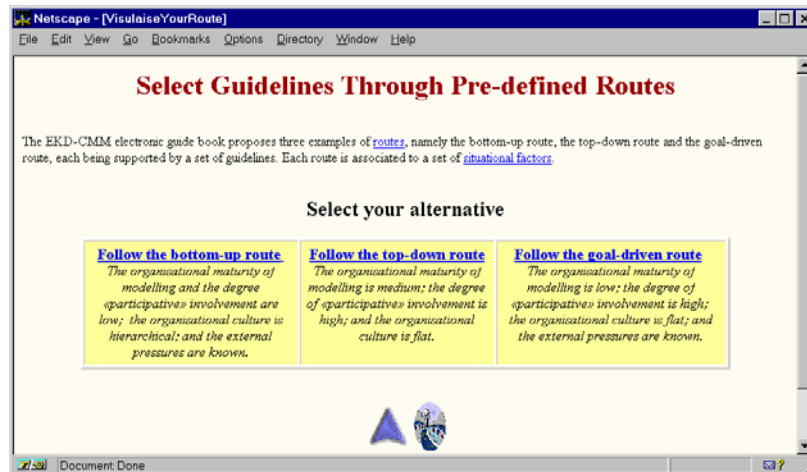 Netscape - [VisulaiseYourRoute]
File Edit View Go Bookmarks Options Directory Window Help
Select Guidelines Through Pre-defined Routes
The EKD-CMM electronic guide book proposes three examples of routes, namely the bottom-up route, the top-down route and the goal-driven
route, each being supported by a set of guidelines. Each route is associated to a set of situational factors.
Select your alternative
Follow the bottom-up route
The organisational maturity of
modelling and the degree
«participative» involvement are
low; the organisational culture is
hierarchical; and the external
pressures are known.
Follow the top-down route
The organisational maturity of
modelling is medium; the degree
of «participative» involvement is
high; and the organisational
culture is flat.
Follow the goal-driven route
The organisational maturity of
modelling is low; the degree of
«participative» involvement is high;
the organisational culture is flat; and
the external pressures are known.
Document: Done